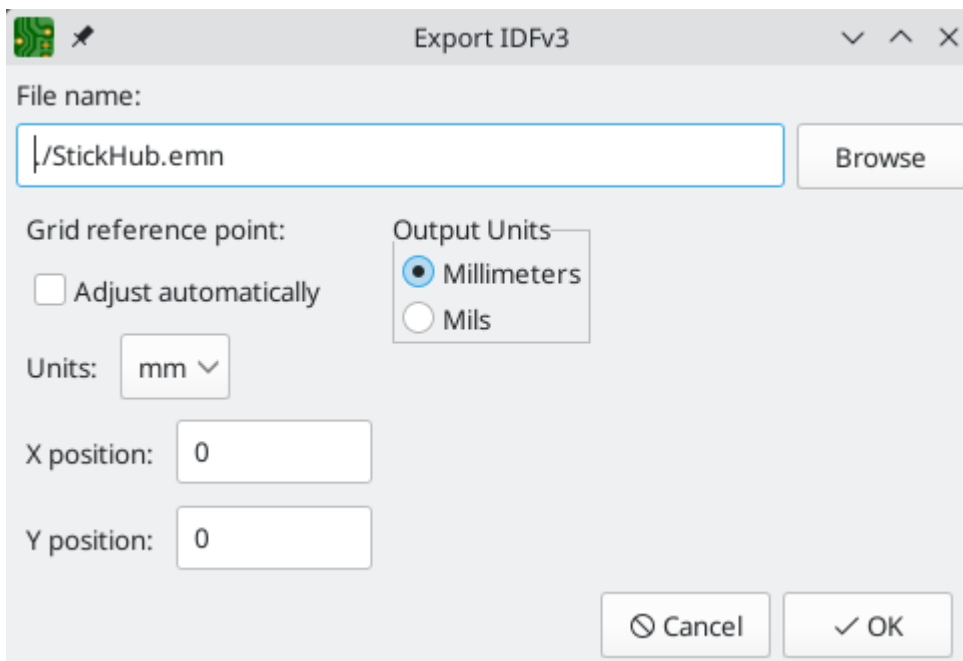 Export IDFv3
File name:
./StickHub.emn
Browse
Grid reference point:
Adjust automatically
Units: mm
X position: 0
Y position: 0
Output Units
Millimeters
Mils
Cancel
OK